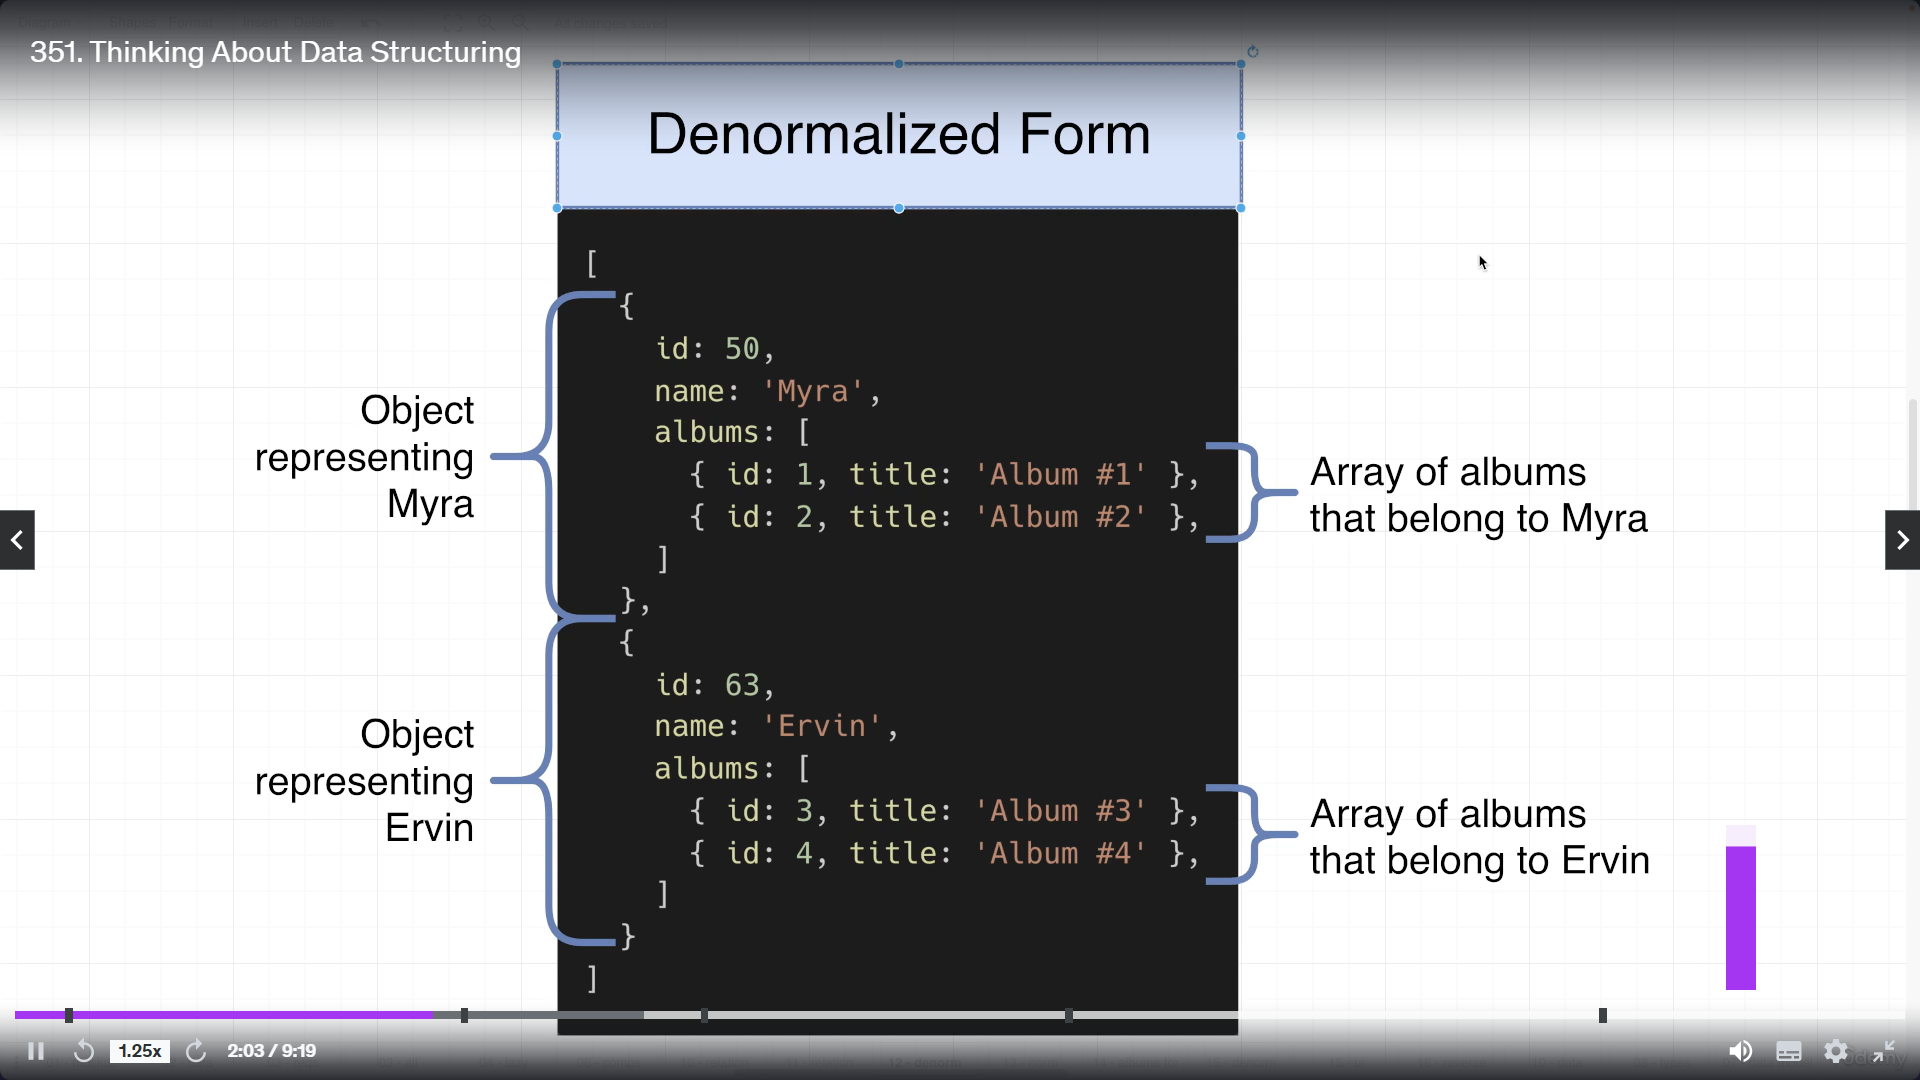 351. Thinking About Data Structuring
Denormalized Form
[
{
id: 50,
name: 'Myra',
albums: [
{ id: 1, title: 'Album #1' },
{ id: 2, title: 'Album #2' },
]
},
{
id: 63,
name: 'Ervin',
albums: [
{ id: 3, title: 'Album #3' },
{ id: 4, title: 'Album #4' },
]
}
]
Object
representing
Myra
Array of albums
that belong to Myra
Object
representing
Ervin
Array of albums
that belong to Ervin
1.25x
2:03 / 9:19